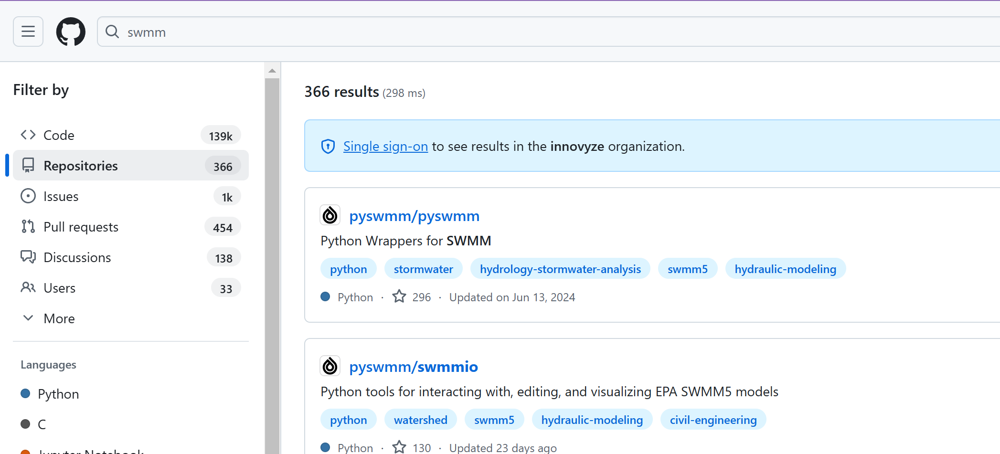 swmm
Filter by
Code 139k
Repositories 366
Issues 1k
Pull requests 454
Discussions 138
Users 33
More
Languages
Python
C
Jupyter Notebook
366 results (298 ms)
Single sign-on to see results in the innovyze organization.
pyswmm/pyswmm
Python Wrappers for SWMM
python stormwater hydrology-stormwater-analysis swmm5 hydraulic-modeling
Python · 296 · Updated on Jun 13, 2024
pyswmm/swmmio
Python tools for interacting with, editing, and visualizing EPA SWMM5 models
python watershed swmm5 hydraulic-modeling civil-engineering
Python · 130 · Updated 23 days ago